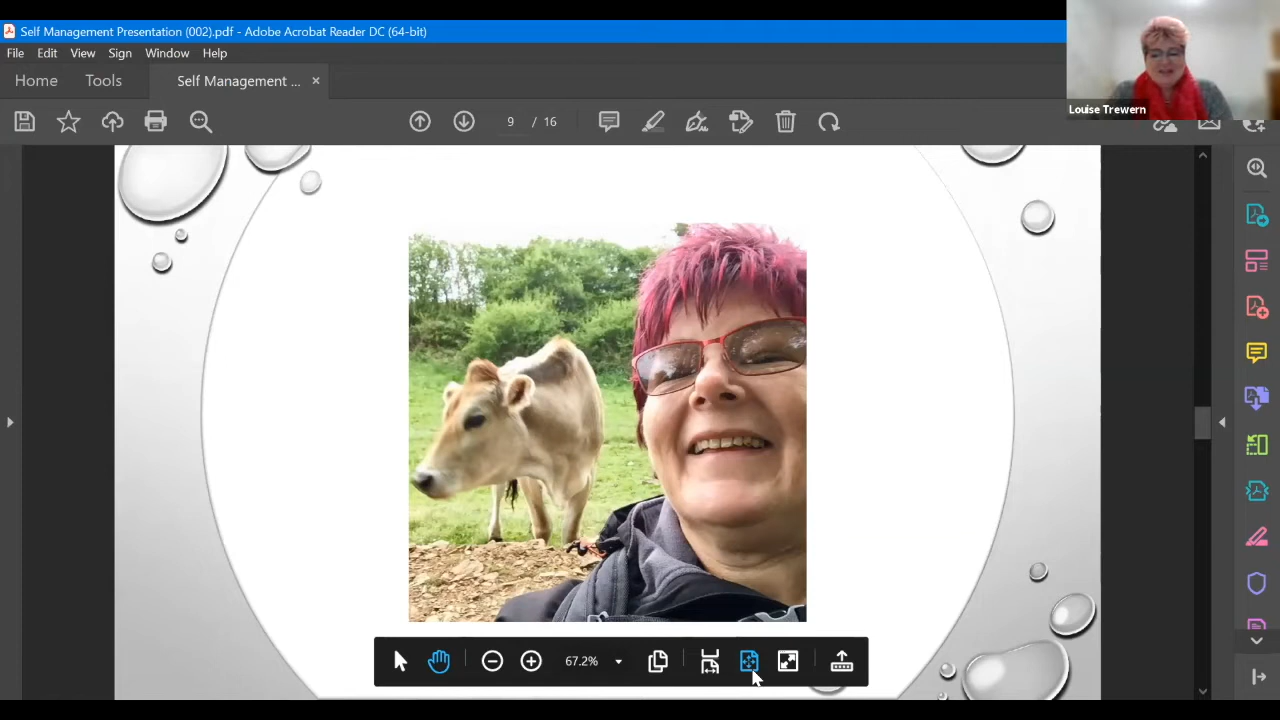 Self Management Presentation (002).pdf - Adobe Acrobat Reader DC (64-bit)
File Edit View Sign Window Help
Home Tools Self Management ... ×
Louise Trewern
9 / 16
67.2%